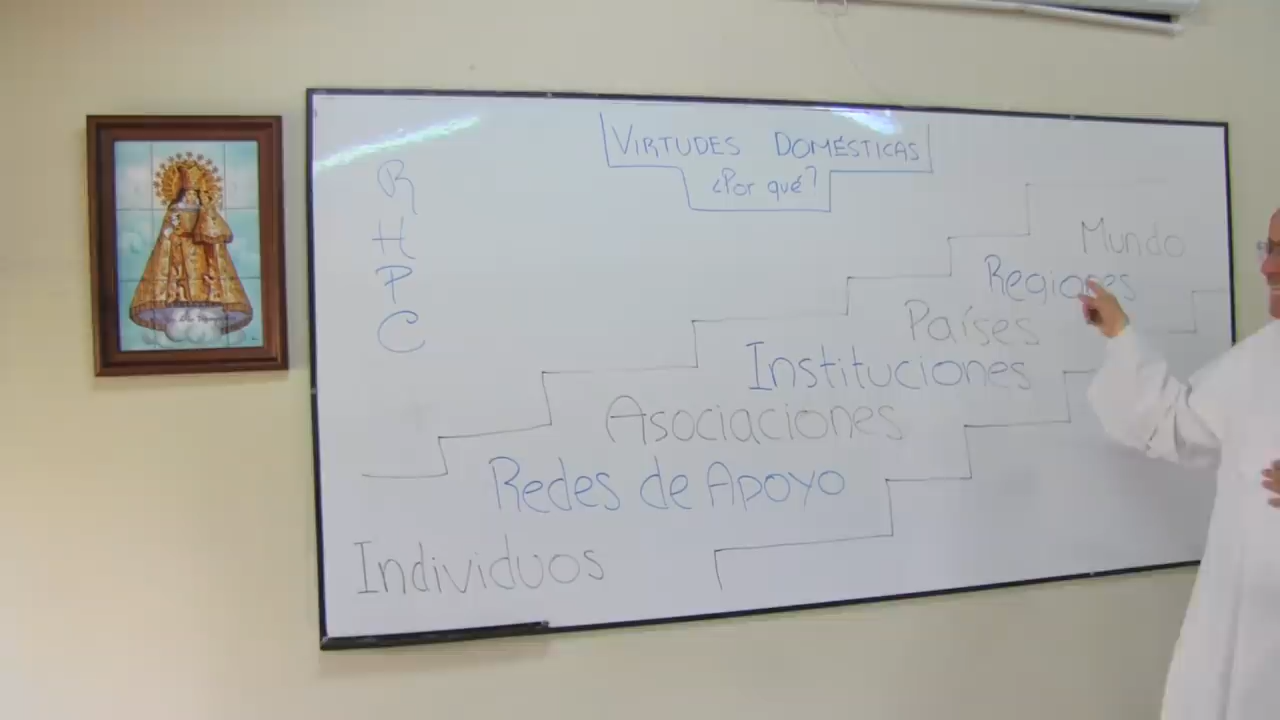 VIRTUDES DOMÉSTICAS
¿Por qué?
R
H
P
C
Mundo
Regiones
Países
Instituciones
Asociaciones
Redes de Apoyo
Individuos